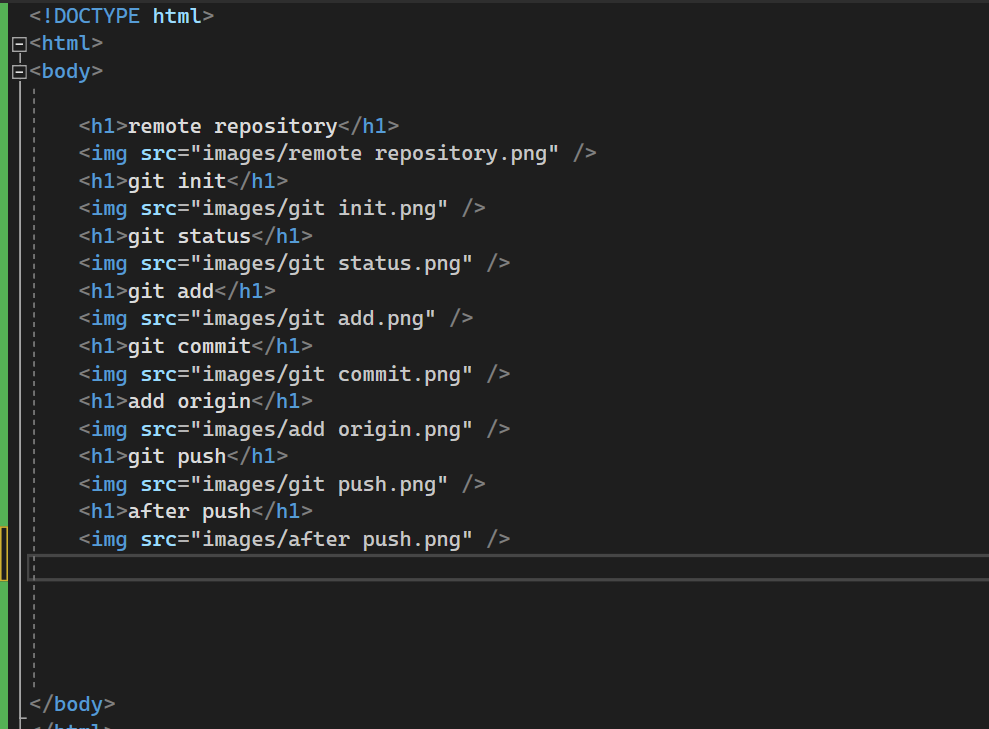 <!DOCTYPE html>
<html>
<body>
<h1>remote repository</h1>
<img src="images/remote repository.png" />
<h1>git init</h1>
<img src="images/git init.png" />
<h1>git status</h1>
<img src="images/git status.png" />
<h1>git add</h1>
<img src="images/git add.png" />
<h1>git commit</h1>
<img src="images/git commit.png" />
<h1>add origin</h1>
<img src="images/add origin.png" />
<h1>git push</h1>
<img src="images/git push.png" />
<h1>after push</h1>
<img src="images/after push.png" />
</body>
</html>